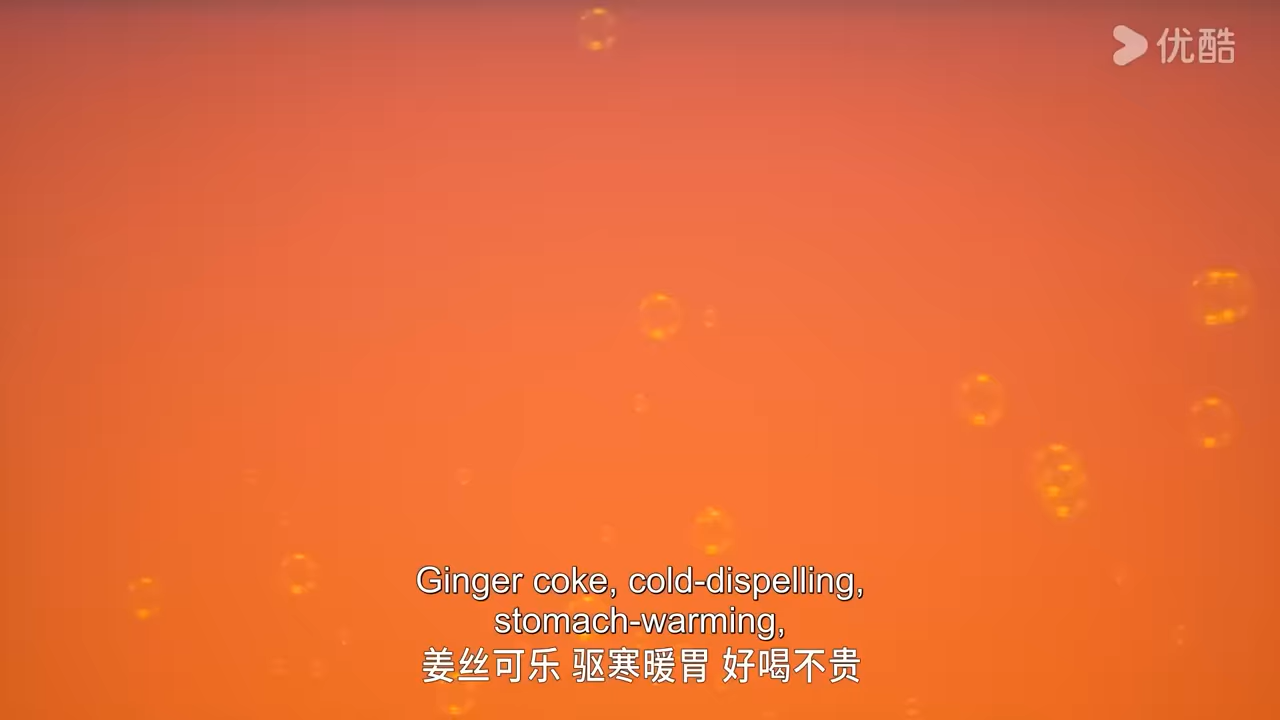 优酷
Ginger coke, cold-dispelling,
stomach-warming,
姜丝可乐 驱寒暖胃 好喝不贵